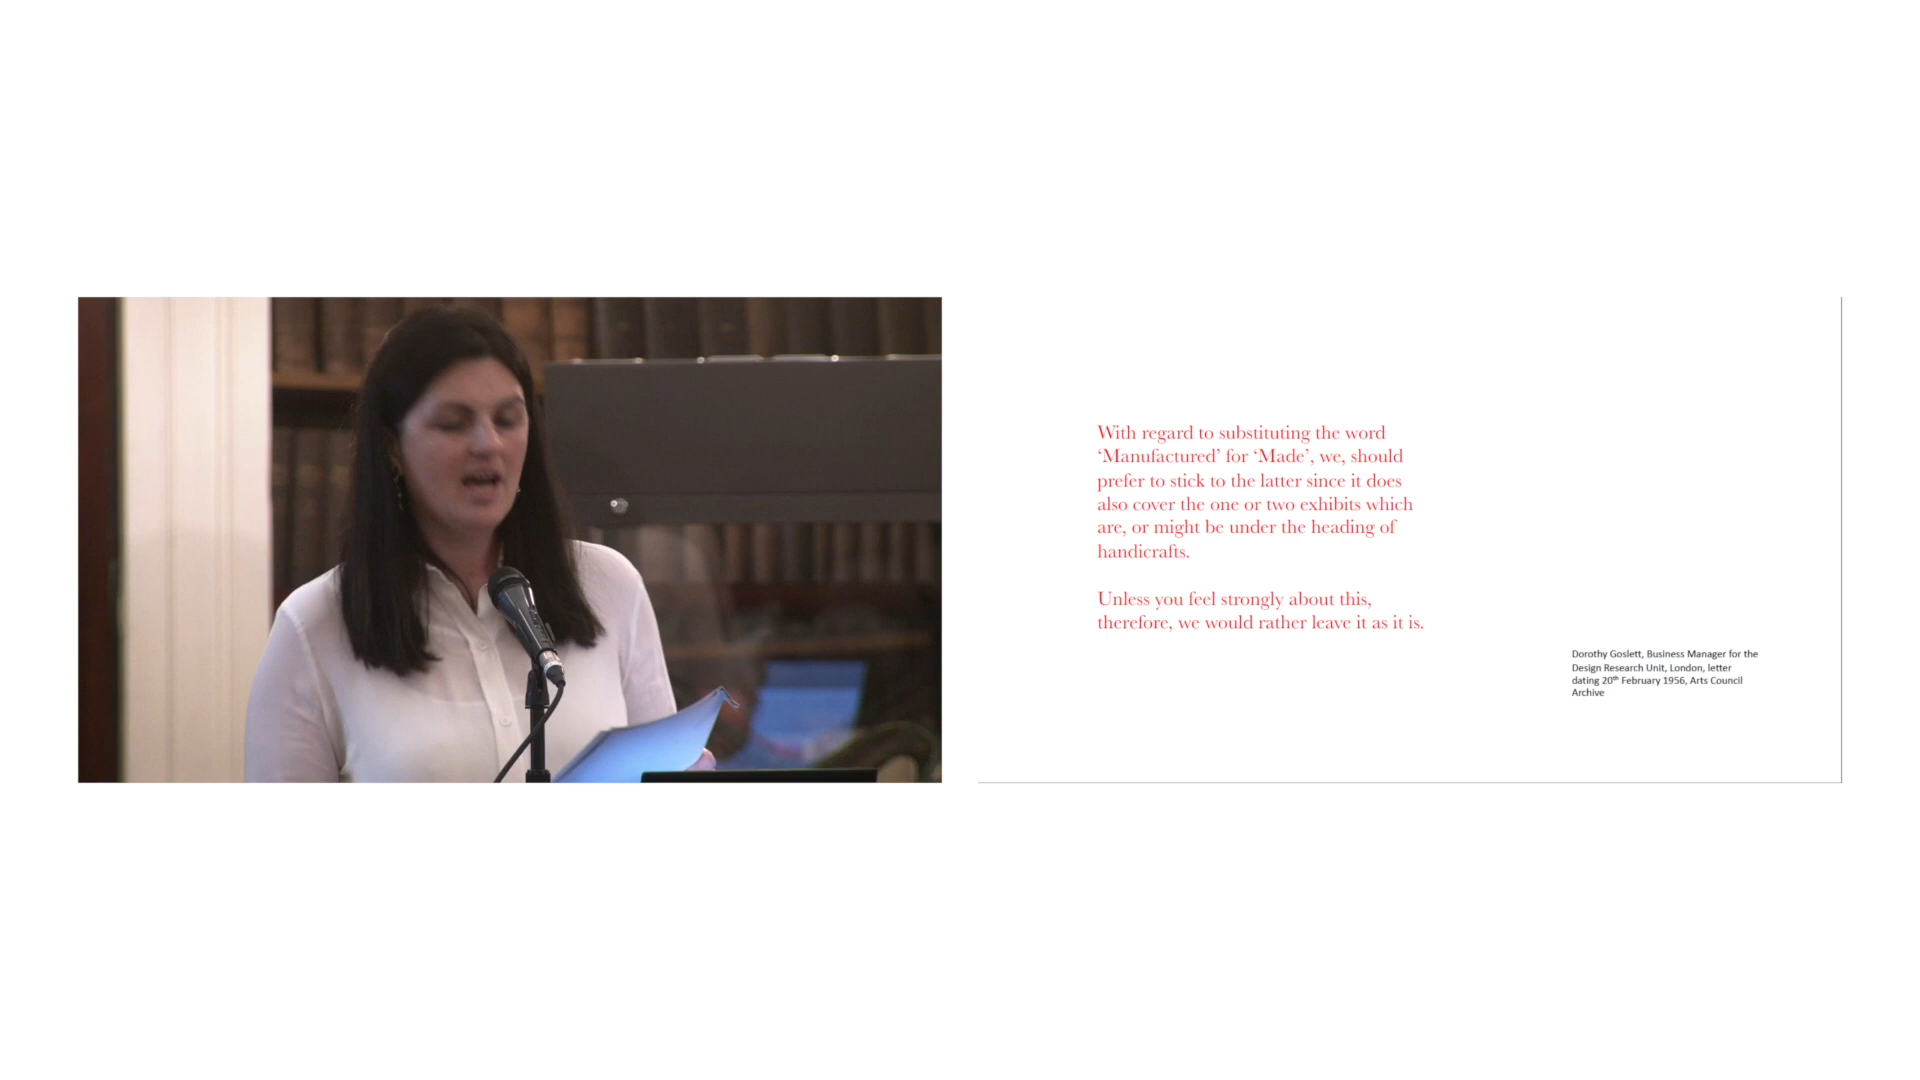 With regard to substituting the word
‘Manufactured’ for ‘Made’, we, should
prefer to stick to the latter since it does
also cover the one or two exhibits which
are, or might be under the heading of
handicrafts.
Unless you feel strongly about this,
therefore, we would rather leave it as it is.
Dorothy Goslett, Business Manager for the
Design Research Unit, London, letter
dating 20th February 1956, Arts Council
Archive